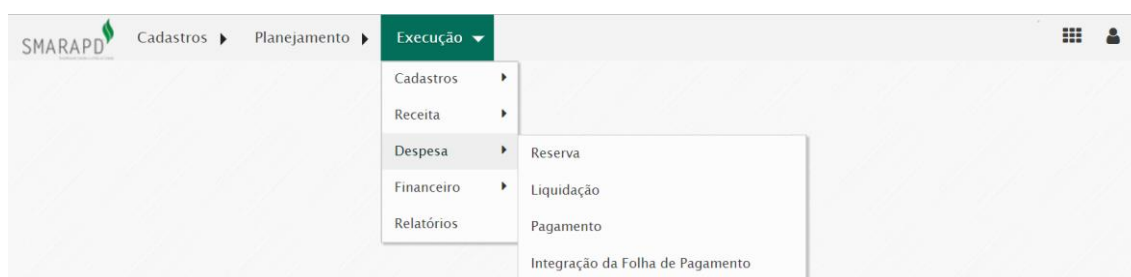 SMARAPD Cadastros Planejamento Execução
Cadastros
Receita
Despesa
Reserva
Financeiro
Liquidação
Relatórios
Pagamento
Integração da Folha de Pagamento